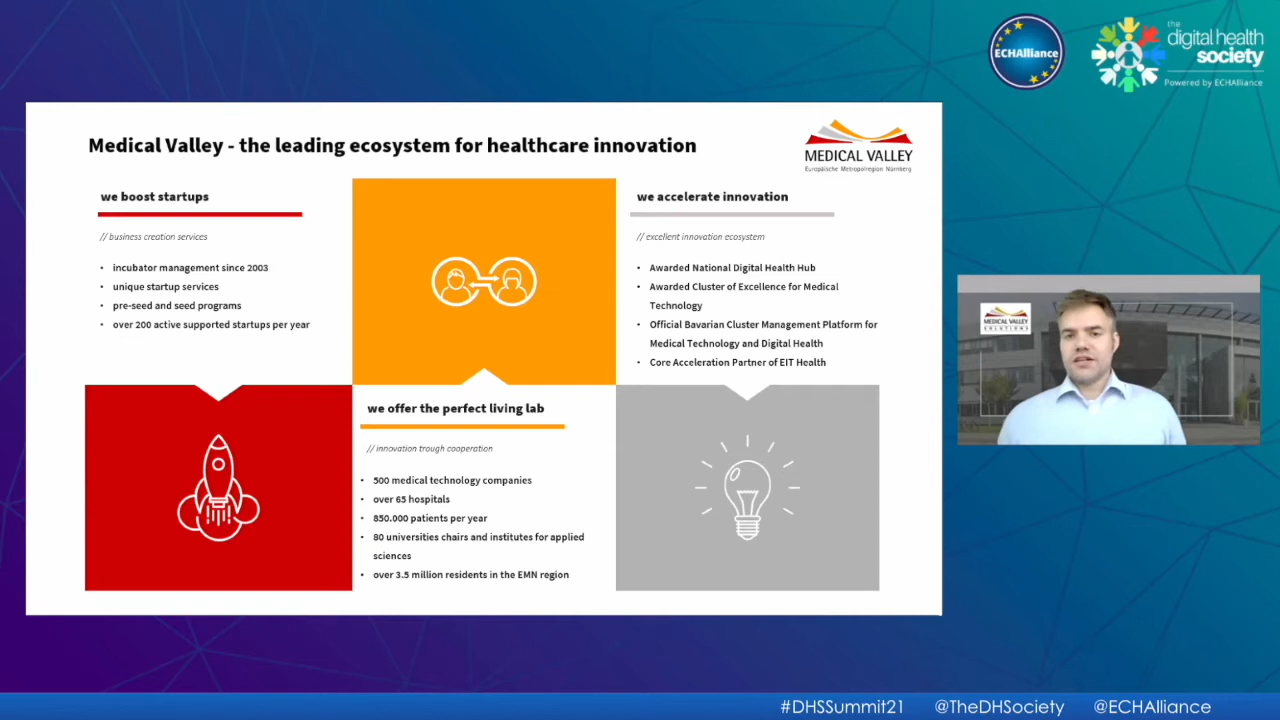 ECHAlliance
the
digital health
society
Powered by ECHAlliance
Medical Valley - the leading ecosystem for healthcare innovation
MEDICAL VALLEY
Europäische Metropolregion Nürnberg
we boost startups
// business creation services
• incubator management since 2003
• unique startup services
• pre-seed and seed programs
• over 200 active supported startups per year
we accelerate innovation
// excellent innovation ecosystem
• Awarded National Digital Health Hub
• Awarded Cluster of Excellence for Medical
Technology
• Official Bavarian Cluster Management Platform for
Medical Technology and Digital Health
• Core Acceleration Partner of EIT Health
we offer the perfect living lab
// innovation trough cooperation
• 500 medical technology companies
• over 65 hospitals
• 850.000 patients per year
• 80 universities chairs and institutes for applied
sciences
• over 3.5 million residents in the EMN region
MEDICAL VALLEY
SOLUTIONS
#DHSSummit21 @TheDHSociety @ECHAlliance